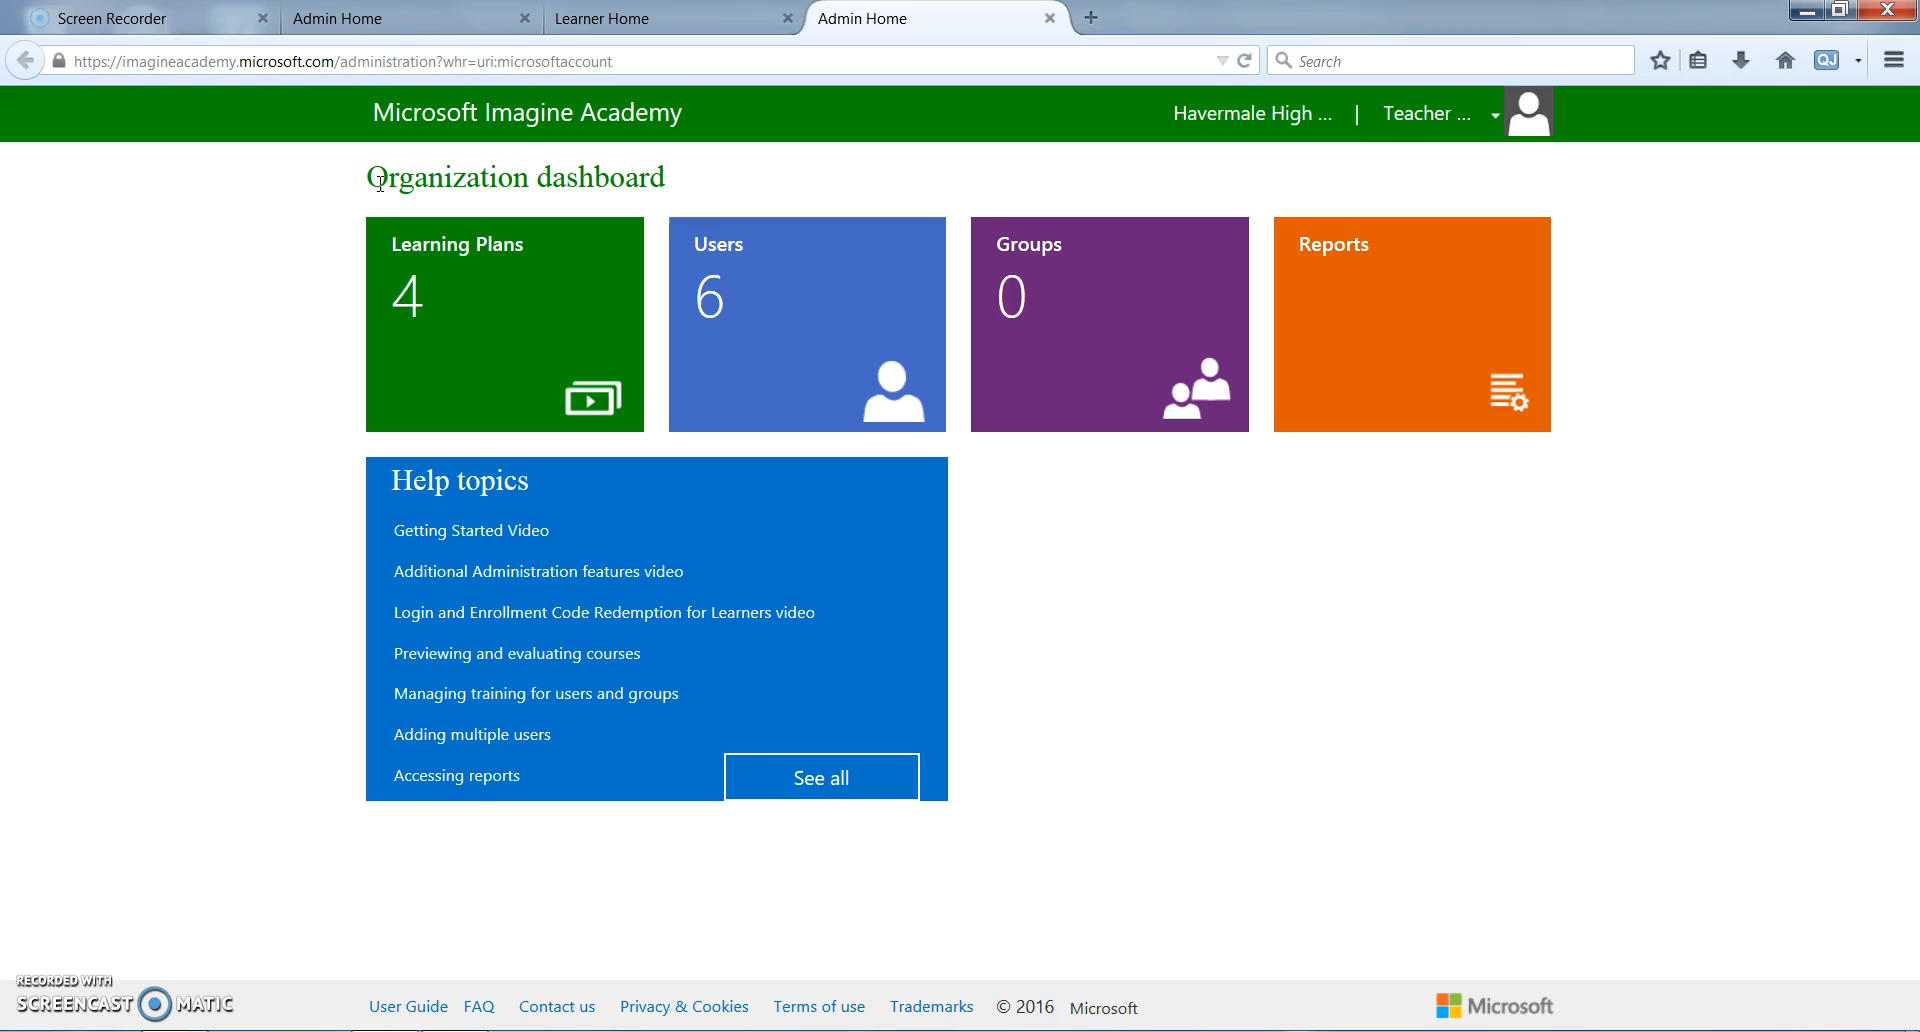 Screen Recorder
Admin Home
Learner Home
Admin Home
https://imagineacademy.microsoft.com/administration?whr=uri:microsoftaccount
Search
QJ
Microsoft Imagine Academy
Havermale High ... | Teacher ...
Organization dashboard
Learning Plans
4
Users
6
Groups
0
Reports
Help topics
Getting Started Video
Additional Administration features video
Login and Enrollment Code Redemption for Learners video
Previewing and evaluating courses
Managing training for users and groups
Adding multiple users
Accessing reports
See all
RECORDED WITH
SCREENCAST MATIC
User Guide FAQ Contact us Privacy & Cookies Terms of use Trademarks © 2016 Microsoft
Microsoft